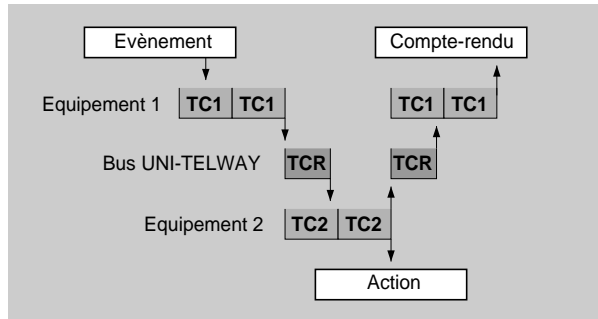 Evènement Compte-rendu
Equipement 1 TC1 TC1 TC1 TC1
Bus UNI-TELWAY TCR TCR
Equipement 2 TC2 TC2
Action